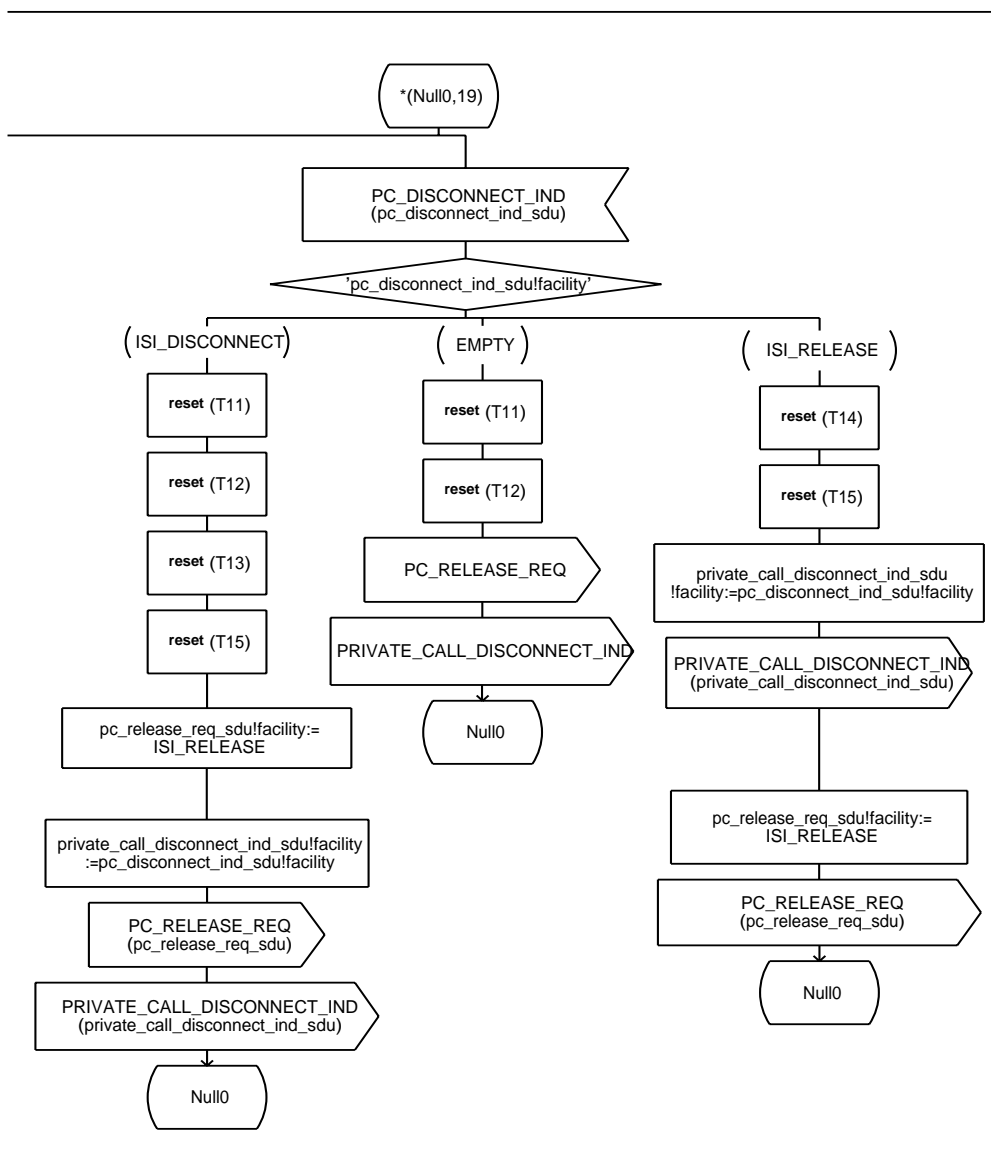 *(Null0,19)
PC_DISCONNECT_IND
(pc_disconnect_ind_sdu)
'pc_disconnect_ind_sdu!facility'
(ISI_DISCONNECT)
reset (T11)
reset (T12)
reset (T13)
reset (T15)
pc_release_req_sdu!facility:=
ISI_RELEASE
private_call_disconnect_ind_sdu!facility
:=pc_disconnect_ind_sdu!facility
PC_RELEASE_REQ
(pc_release_req_sdu)
PRIVATE_CALL_DISCONNECT_IND
(private_call_disconnect_ind_sdu)
Null0
( EMPTY )
reset (T11)
reset (T12)
PC_RELEASE_REQ
PRIVATE_CALL_DISCONNECT_IND
Null0
( ISI_RELEASE )
reset (T14)
reset (T15)
private_call_disconnect_ind_sdu
!facility:=pc_disconnect_ind_sdu!facility
PRIVATE_CALL_DISCONNECT_IND
(private_call_disconnect_ind_sdu)
pc_release_req_sdu!facility:=
ISI_RELEASE
PC_RELEASE_REQ
(pc_release_req_sdu)
Null0